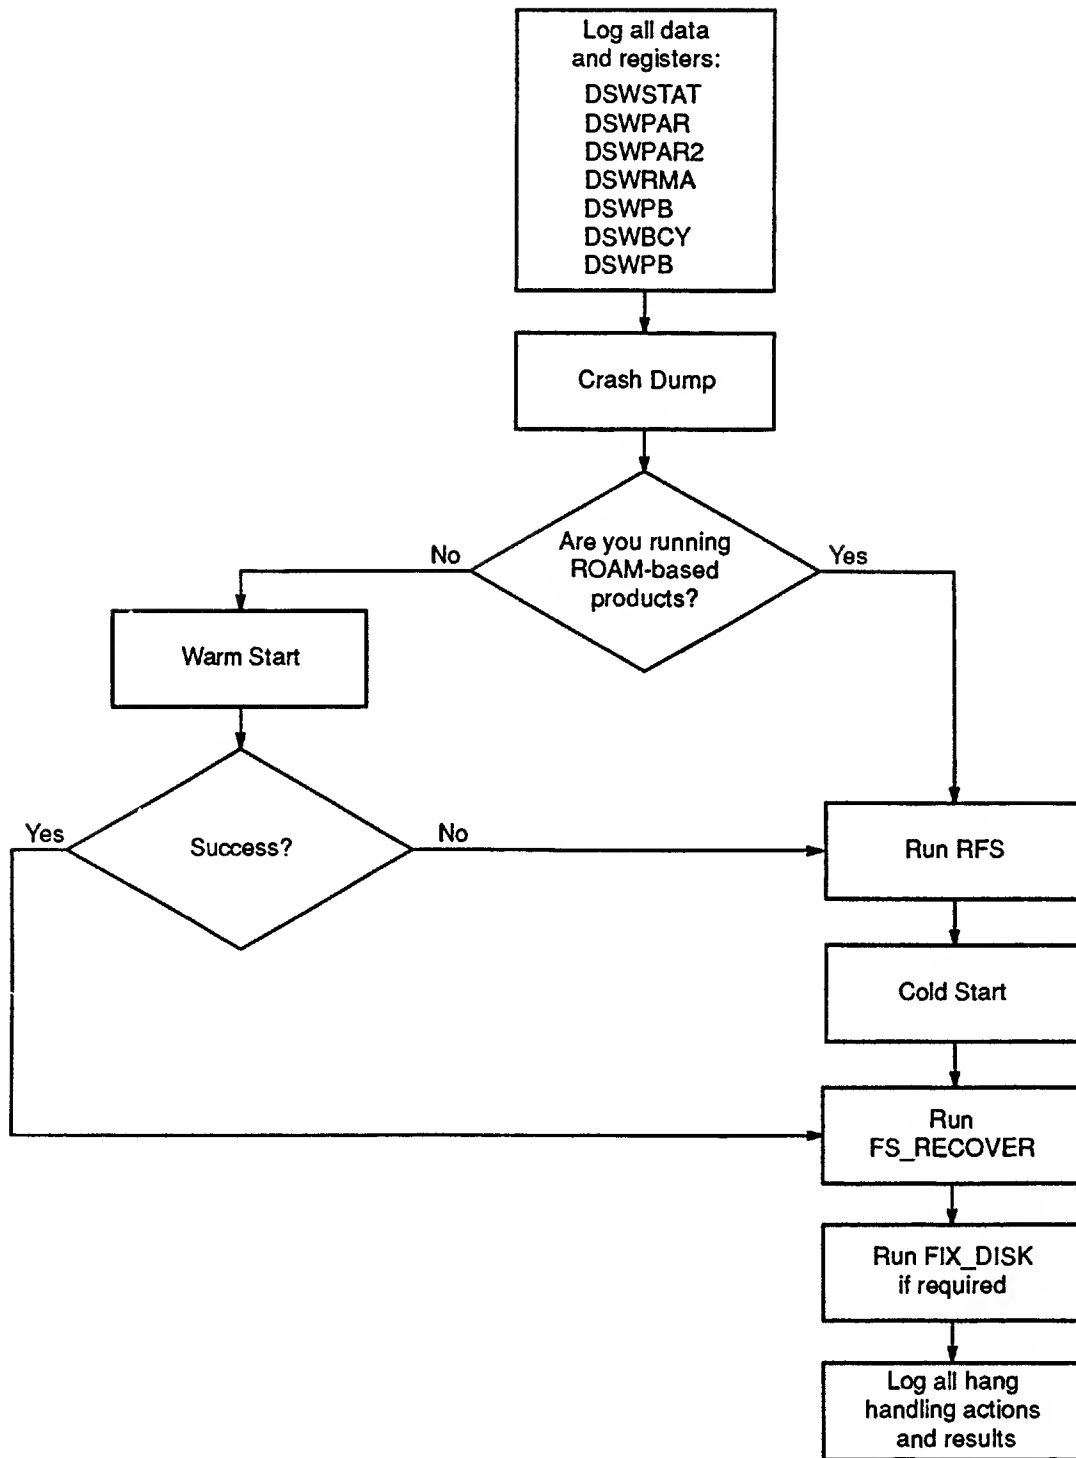 Log all data
and registers:
DSWSTAT
DSWPAR
DSWPAR2
DSWRMA
DSWPB
DSWBCY
DSWPB
Crash Dump
Are you running
ROAM-based
products?
No
Yes
Warm Start
Success?
Yes
No
Run RFS
Cold Start
Run
FS_RECOVER
Run FIX_DISK
if required
Log all hang
handling actions
and results